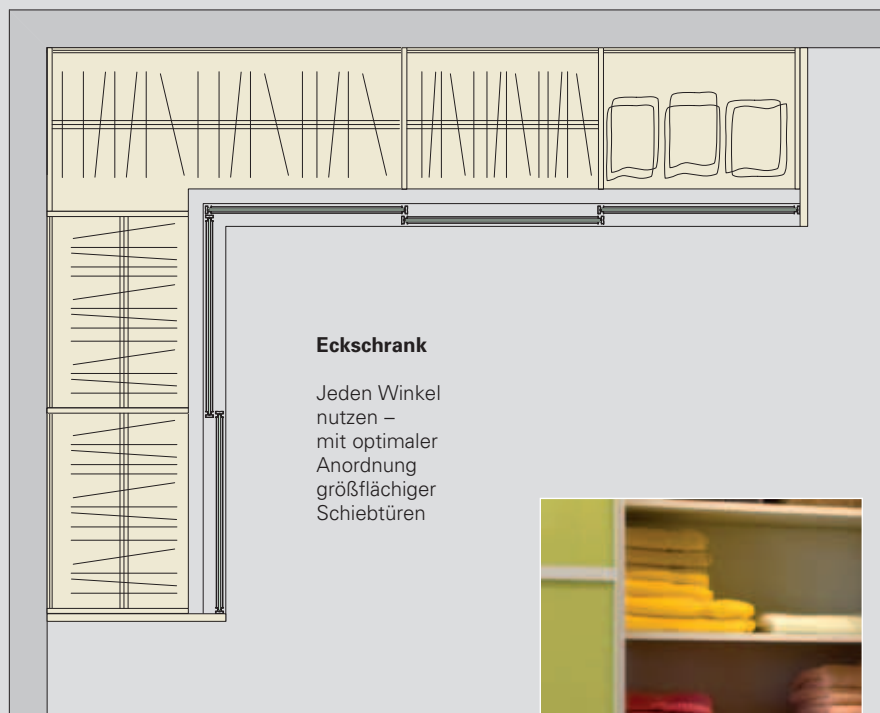 Eckschrank
Jeden Winkel
nutzen –
mit optimaler
Anordnung
größflächiger
Schiebtüren